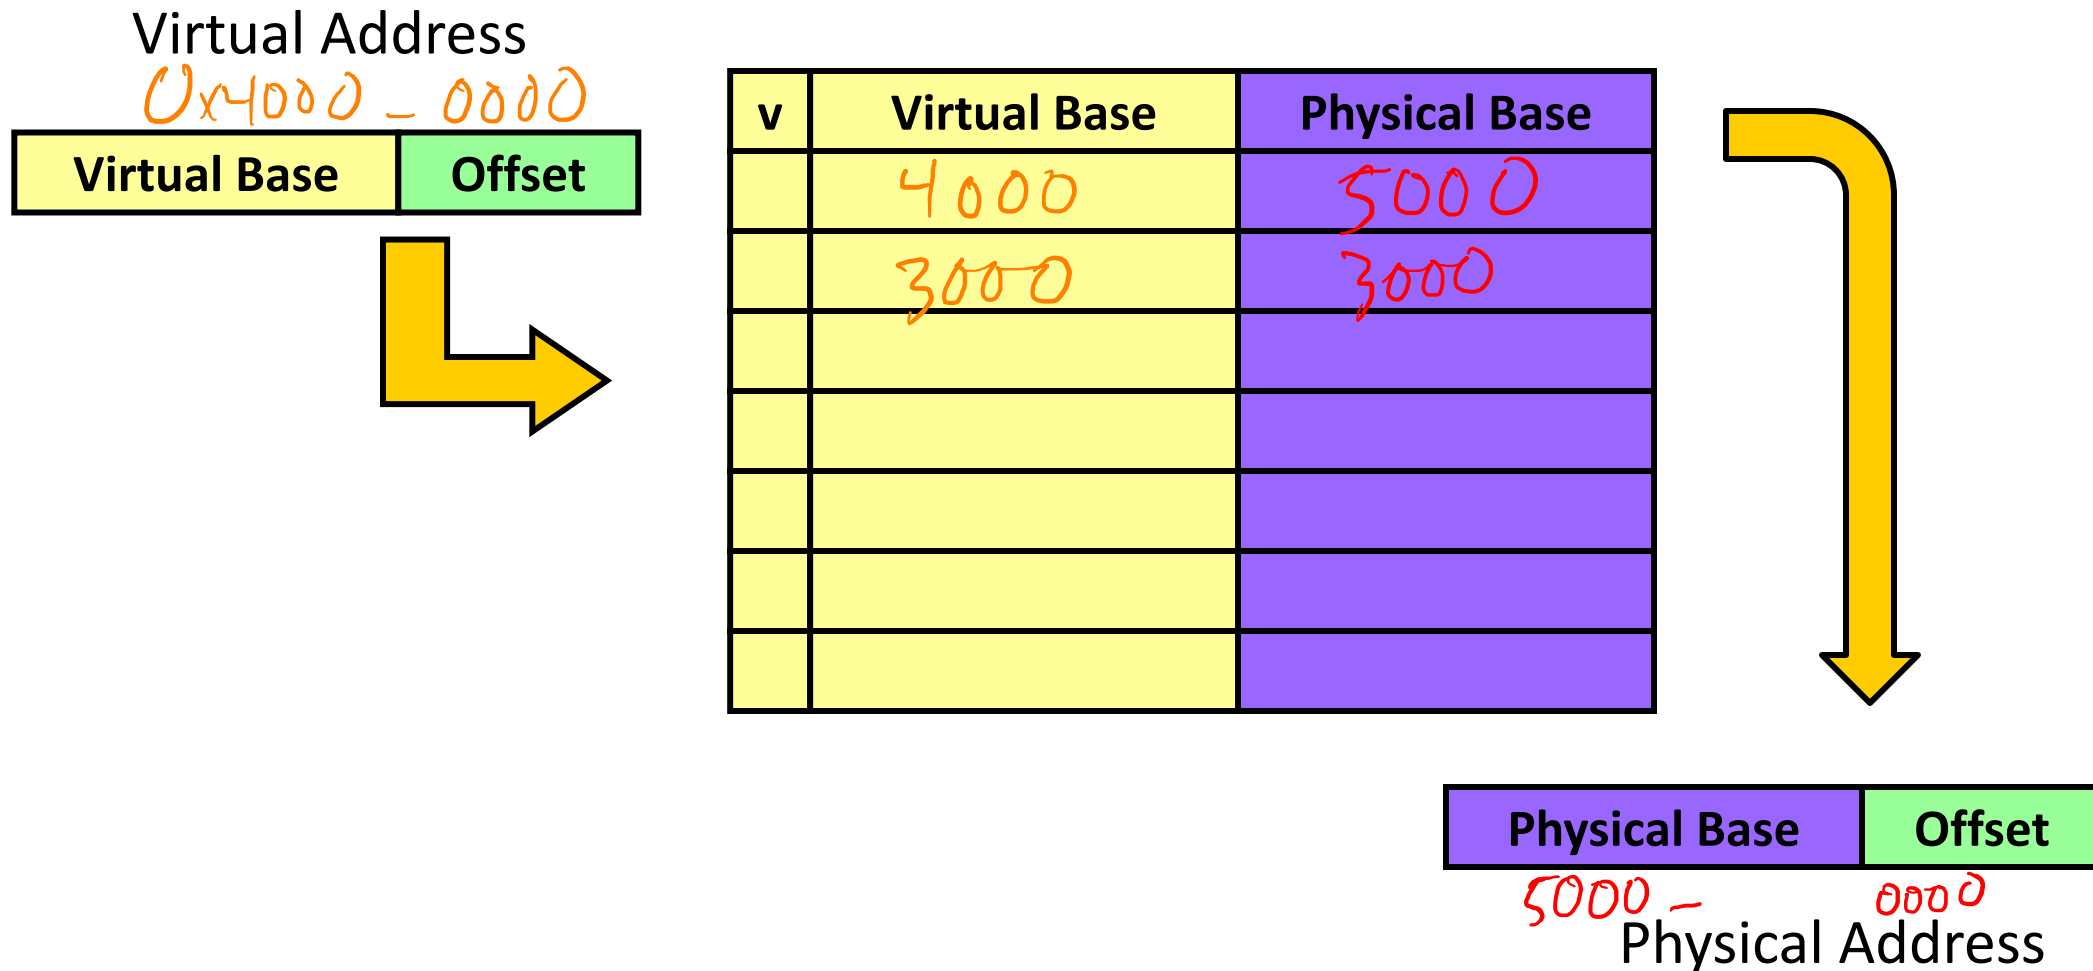 Virtual Address
0x4000_0000
Virtual Base Offset
v Virtual Base Physical Base
4000 5000
3000 3000
Physical Base Offset
5000_ 0000
Physical Address